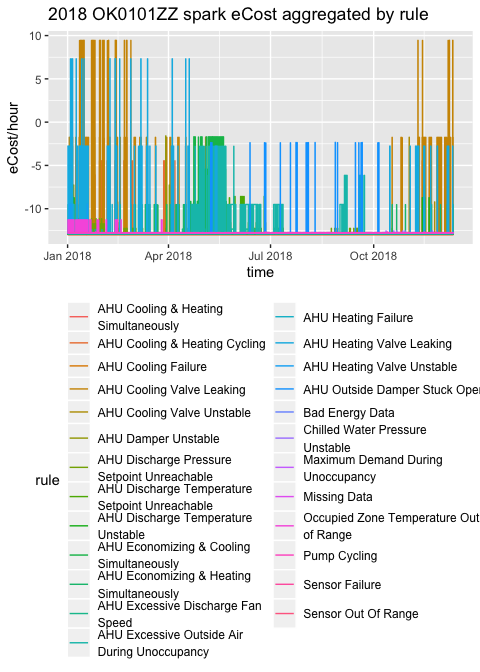 2018 OK0101ZZ spark eCost aggregated by rule
10
5
0
-5
-10
eCost/hour
Jan 2018
Apr 2018
Jul 2018
Oct 2018
time
rule
AHU Cooling & Heating
Simultaneously
AHU Cooling & Heating Cycling
AHU Cooling Failure
AHU Cooling Valve Leaking
AHU Cooling Valve Unstable
AHU Damper Unstable
AHU Discharge Pressure
Setpoint Unreachable
AHU Discharge Temperature
Setpoint Unreachable
AHU Discharge Temperature
Unstable
AHU Economizing & Cooling
Simultaneously
AHU Economizing & Heating
Simultaneously
AHU Excessive Discharge Fan
Speed
AHU Excessive Outside Air
During Unoccupancy
AHU Heating Failure
AHU Heating Valve Leaking
AHU Heating Valve Unstable
AHU Outside Damper Stuck Ope
Bad Energy Data
Chilled Water Pressure
Unstable
Maximum Demand During
Unoccupancy
Missing Data
Occupied Zone Temperature Out
of Range
Pump Cycling
Sensor Failure
Sensor Out Of Range